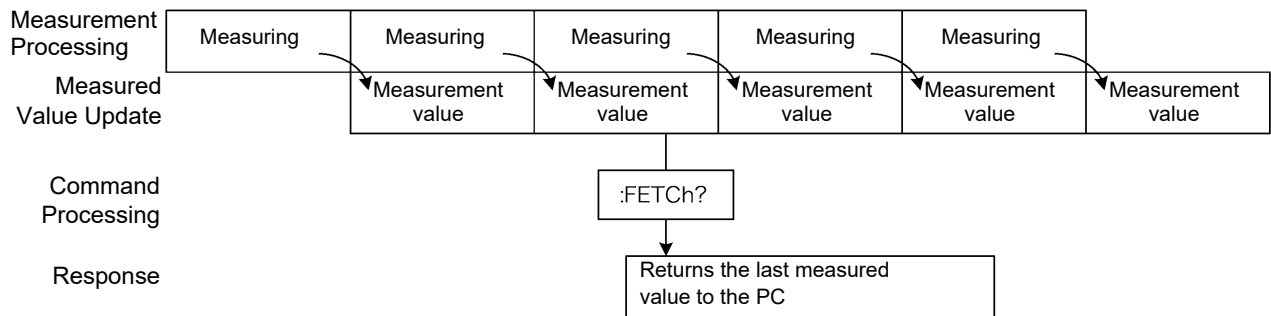 Measurement
Processing
Measuring
Measuring
Measuring
Measuring
Measuring
Measured
Value Update
Measurement
value
Measurement
value
Measurement
value
Measurement
value
Measurement
value
Command
Processing
:FETCh?
Response
Returns the last measured
value to the PC